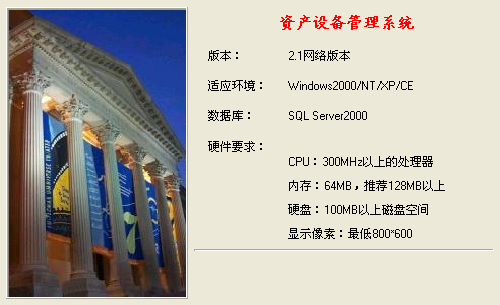 资产设备管理系统
版本： 2.1网络版本
适应环境： Windows2000/NT/XP/CE
数据库： SQL Server2000
硬件要求：
CPU：300MHz以上的处理器
内存：64MB，推荐128MB以上
硬盘：100MB以上磁盘空间
显示像素：最低800*600